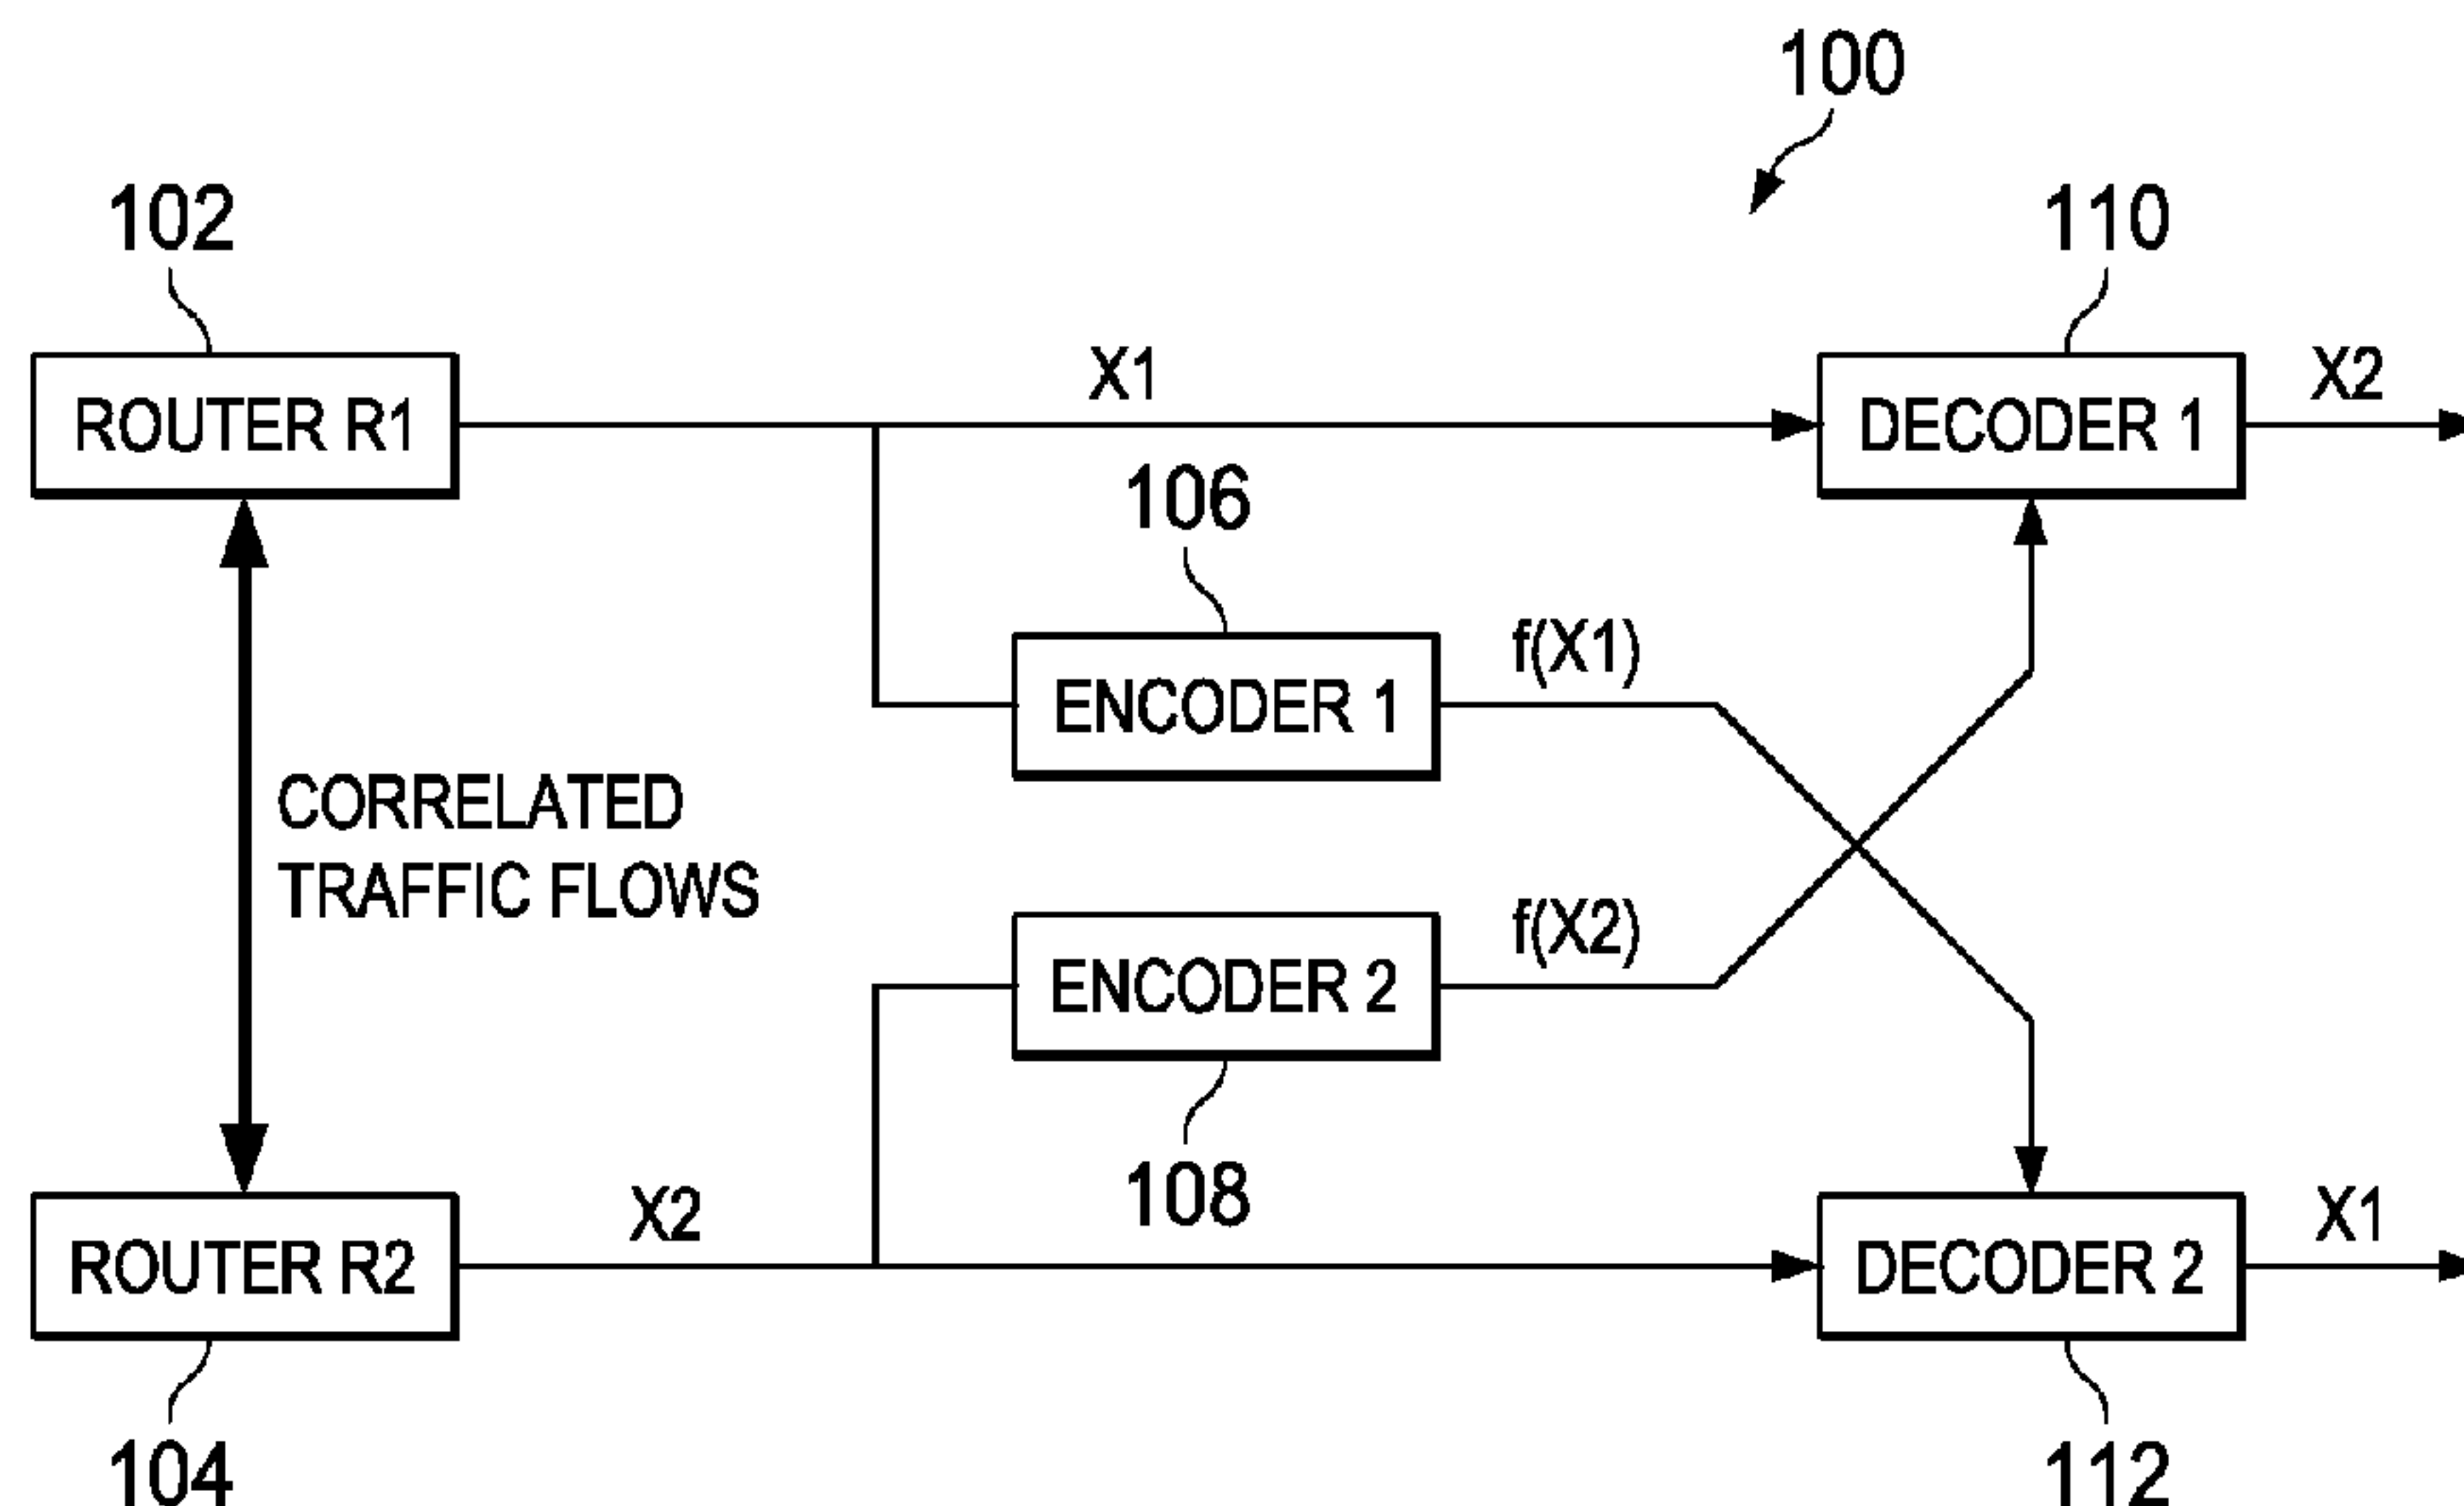 100
102
110
X1
X2
ROUTER R1
DECODER 1
106
f(X1)
ENCODER 1
CORRELATED
TRAFFIC FLOWS
f(X2)
ENCODER 2
108
X2
X1
ROUTER R2
DECODER 2
104
112